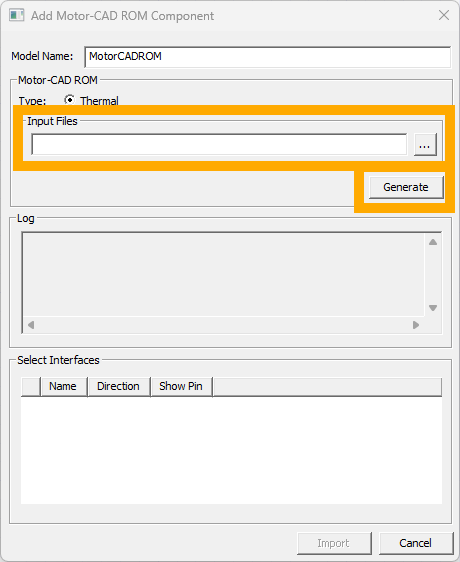 Add Motor-CAD ROM Component
Model Name: MotorCADROM
Motor-CAD ROM
Type: Thermal
Input Files
...
Generate
Log
Select Interfaces
Name Direction Show Pin
Import Cancel